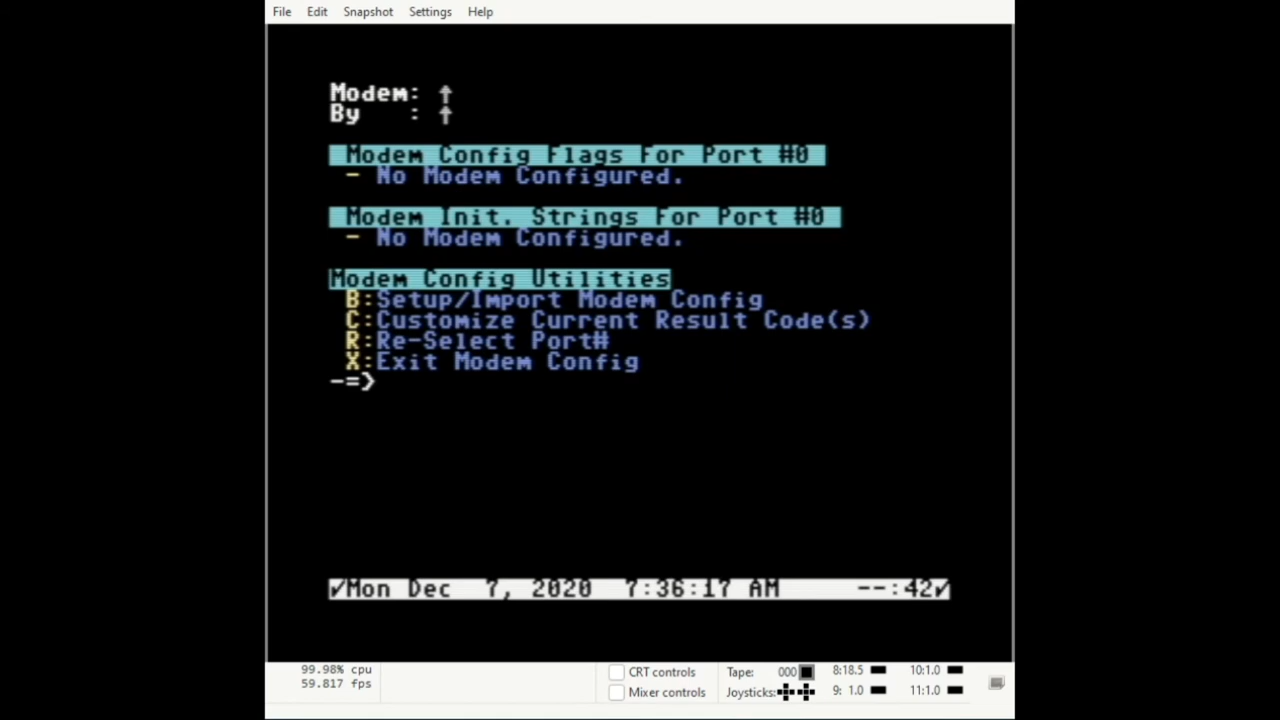 File Edit Snapshot Settings Help
Modem: ↑
By : ↑
Modem Config Flags For Port #0
- No Modem Configured.
Modem Init. Strings For Port #0
- No Modem Configured.
Modem Config Utilities
B:Setup/Import Modem Config
C:Customize Current Result Code(s)
R:Re-Select Port#
X:Exit Modem Config
-=>
✓Mon Dec 7, 2020 7:36:17 AM --:42✓
99.98% cpu CRT controls Tape: 000 8:18.5 10:1.0
59.817 fps Mixer controls Joysticks: 9: 1.0 11:1.0